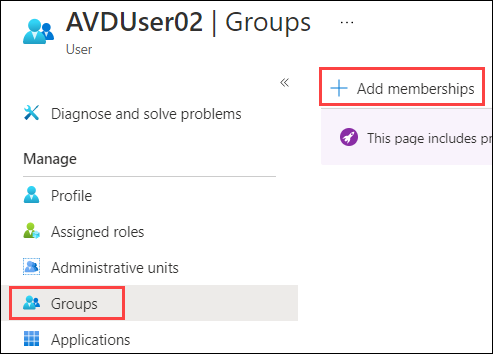 AVDUser02 | Groups ...
User
«
+ Add memberships
Diagnose and solve problems
This page includes pr
Manage
Profile
Assigned roles
Administrative units
Groups
Applications